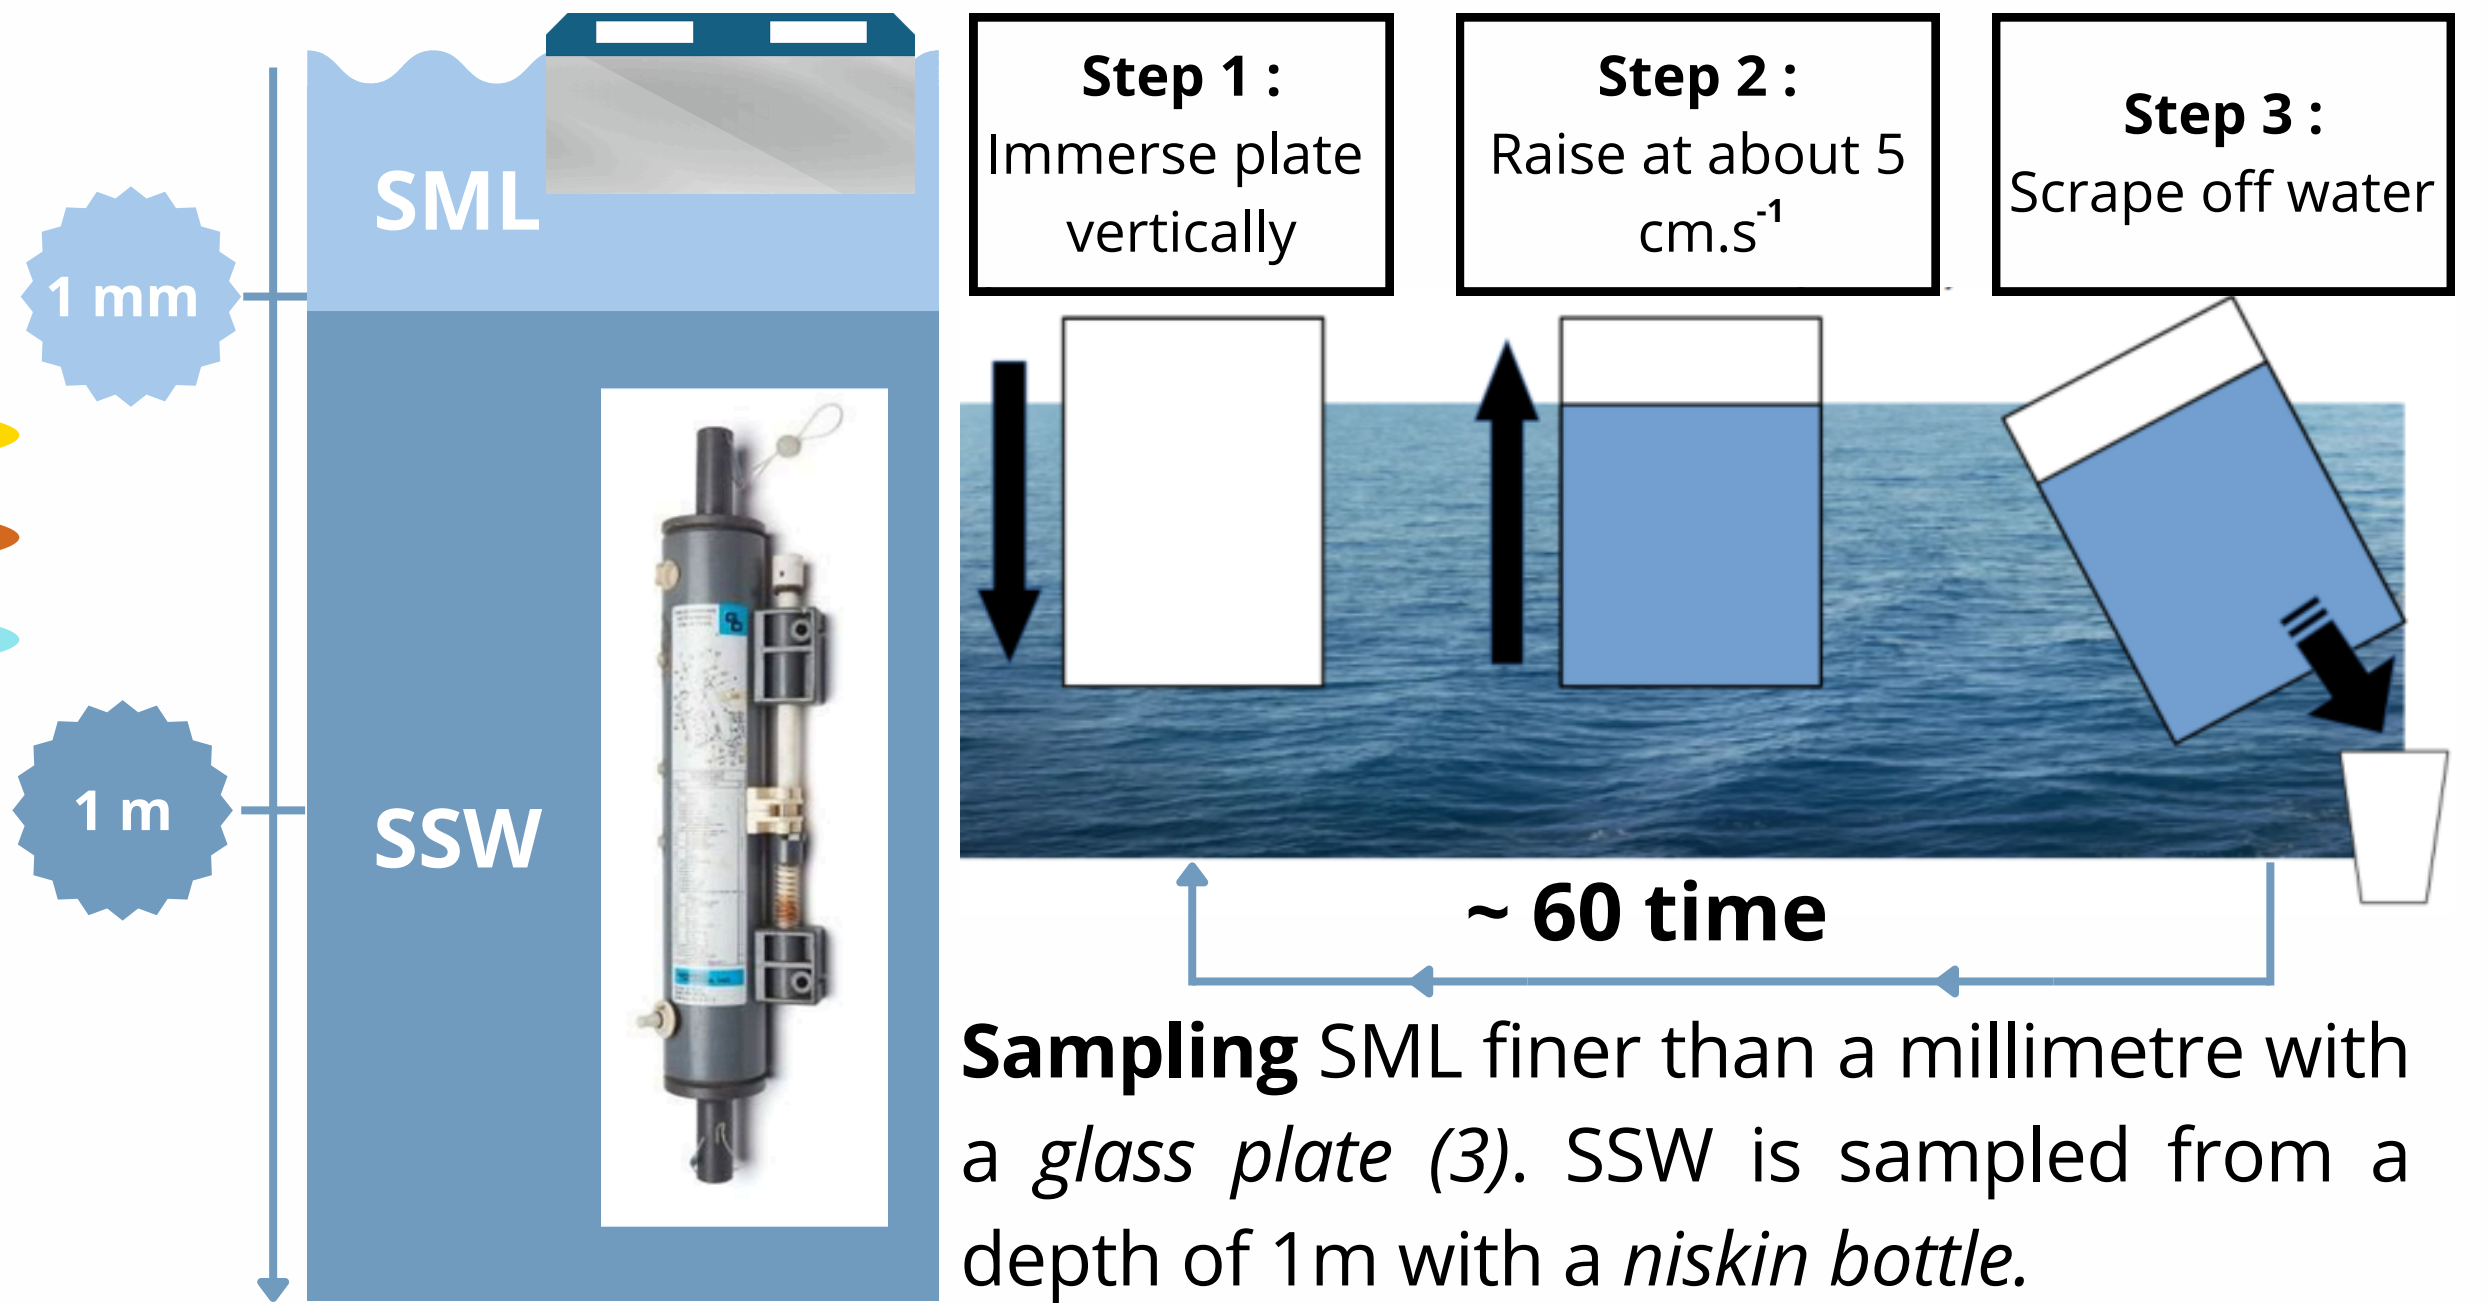 SML
1 mm
1 m
SSW
Step 1 :
Immerse plate
vertically
Step 2 :
Raise at about 5
cm.s⁻¹
Step 3 :
Scrape off water
~ 60 time
Sampling SML finer than a millimetre with
a glass plate (3). SSW is sampled from a
depth of 1m with a niskin bottle.